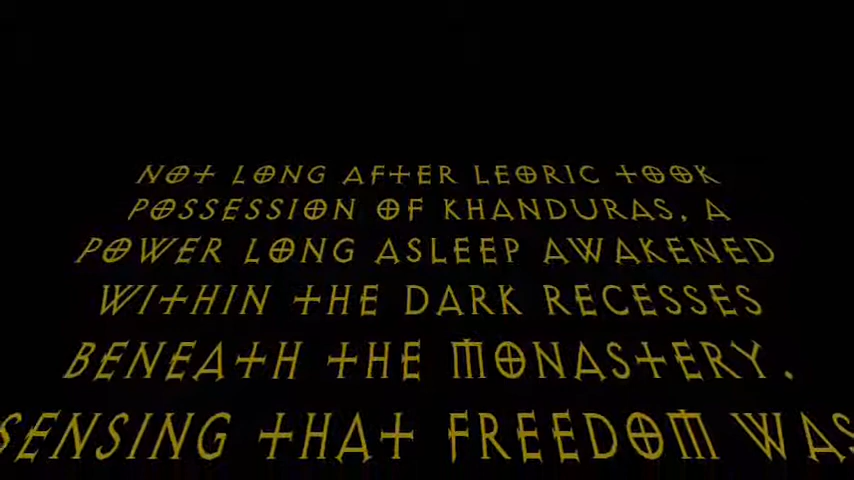 NOT LONG AFTER LEORIC TOOK
POSSESSION OF KHANDURAS, A
POWER LONG ASLEEP AWAKENED
WITHIN THE DARK RECESSES
BENEATH THE MONASTERY.
SENSING THAT FREEDOM WAS